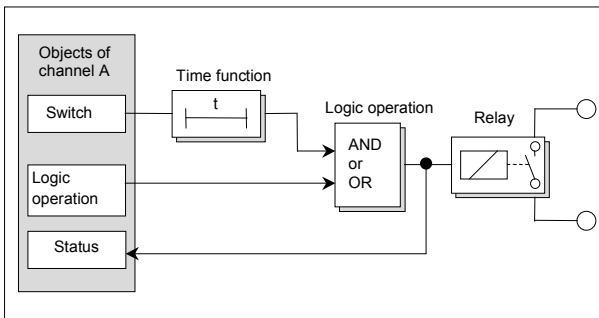 Objects of
channel A
Switch
Time function
t
Logic operation
AND
or
OR
Relay
Logic
operation
Status